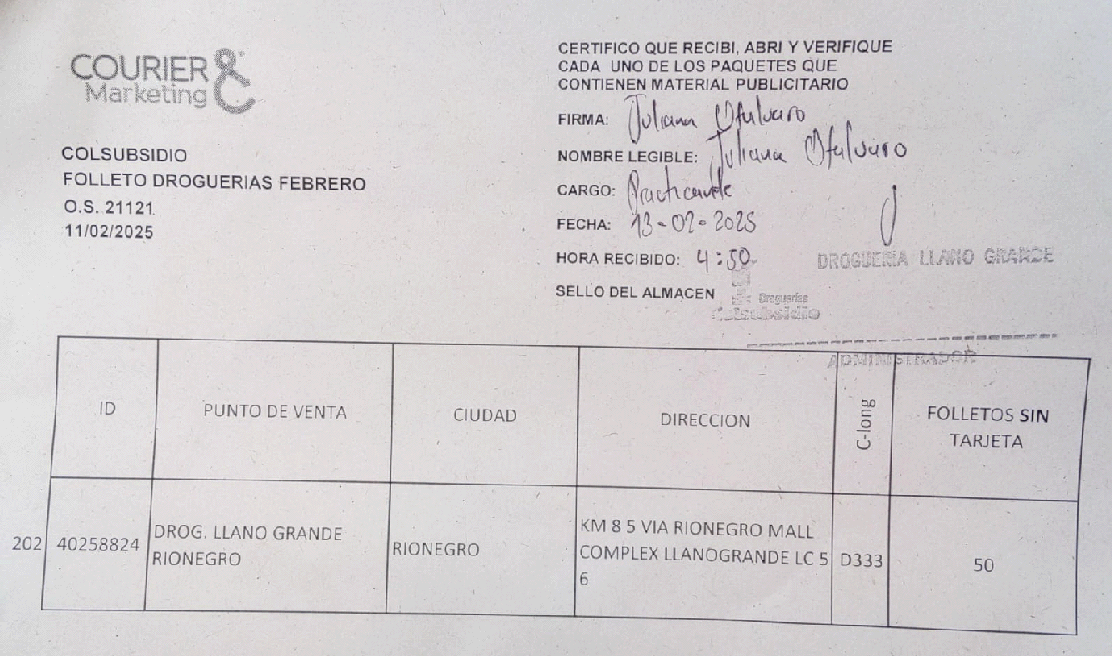 COURIER &
Marketing
COLSUBSIDIO
FOLLETO DROGUERIAS FEBRERO
O.S. 21121
11/02/2025
CERTIFICO QUE RECIBI, ABRI Y VERIFIQUE
CADA UNO DE LOS PAQUETES QUE
CONTIENEN MATERIAL PUBLICITARIO
FIRMA: Juliana Otalvaro
NOMBRE LEGIBLE: Juliana Otalvaro
CARGO: Practicante
FECHA: 13-02-2025
HORA RECIBIDO: 4:50
DROGUERIA LLANO GRANDE
SELLO DEL ALMACEN
Droguerías
Colsubsidio
ADMINISTRADOR
ID PUNTO DE VENTA CIUDAD DIRECCION C-long FOLLETOS SIN
TARJETA
202 40258824 DROG. LLANO GRANDE
RIONEGRO
RIONEGRO
KM 8 5 VIA RIONEGRO MALL
COMPLEX LLANOGRANDE LC 5
6
D333
50